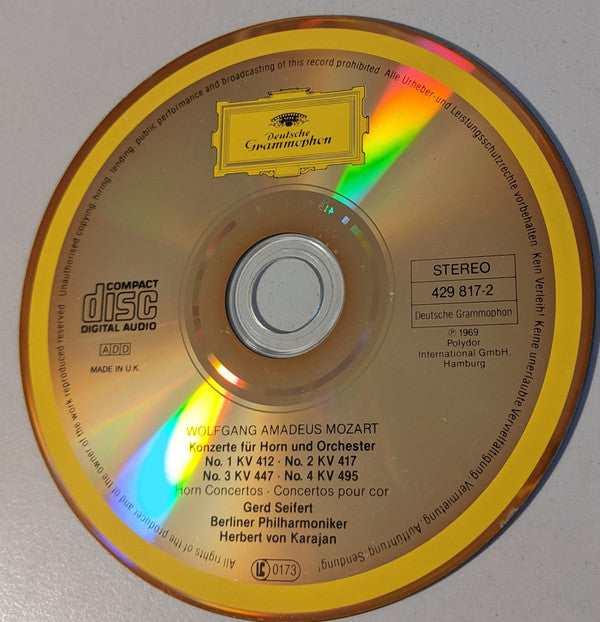 Deutsche
Grammophon
All rights of the producer and of the owner of the work reproduced reserved. Unauthorised copying, hiring, lending, public performance and broadcasting of this record prohibited. Alle Urheber- und Leistungsschutzrechte vorbehalten. Kein Verleih! Keine unerlaubte Vervielfältigung, Vermietung, Aufführung, Sendung!
COMPACT
disc
DIGITAL AUDIO
ADD
MADE IN U.K.
STEREO
429 817-2
Deutsche Grammophon
℗ 1969
Polydor
International GmbH,
Hamburg
WOLFGANG AMADEUS MOZART
Konzerte für Horn und Orchester
No. 1 KV 412 · No. 2 KV 417
No. 3 KV 447 · No. 4 KV 495
Horn Concertos · Concertos pour cor
Gerd Seifert
Berliner Philharmoniker
Herbert von Karajan
LC 0173